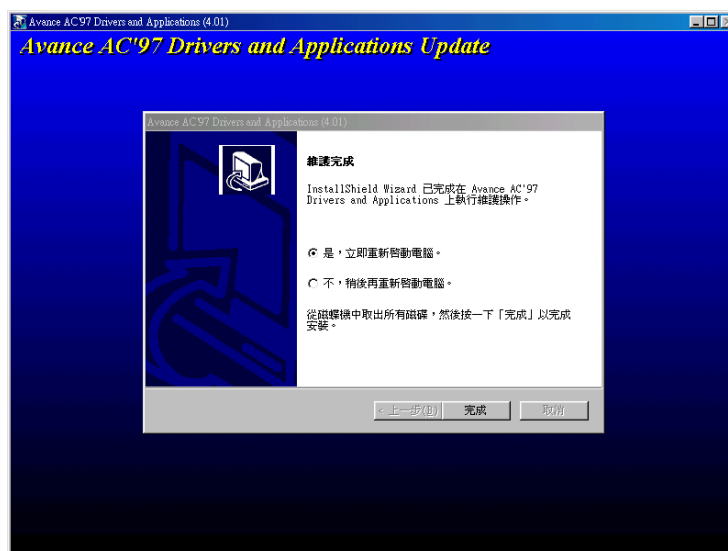 Avance AC'97 Drivers and Applications (4.01)
Avance AC'97 Drivers and Applications Update
Avance AC'97 Drivers and Applications (4.01)
維護完成
InstallShield Wizard 已完成在 Avance AC'97
Drivers and Applications 上執行維護操作。
是,立即重新啓動電腦。
不,稍後再重新啓動電腦。
從磁碟機中取出所有磁碟,然後按一下「完成」以完成
安裝。
< 上一步(B) 完成 取消